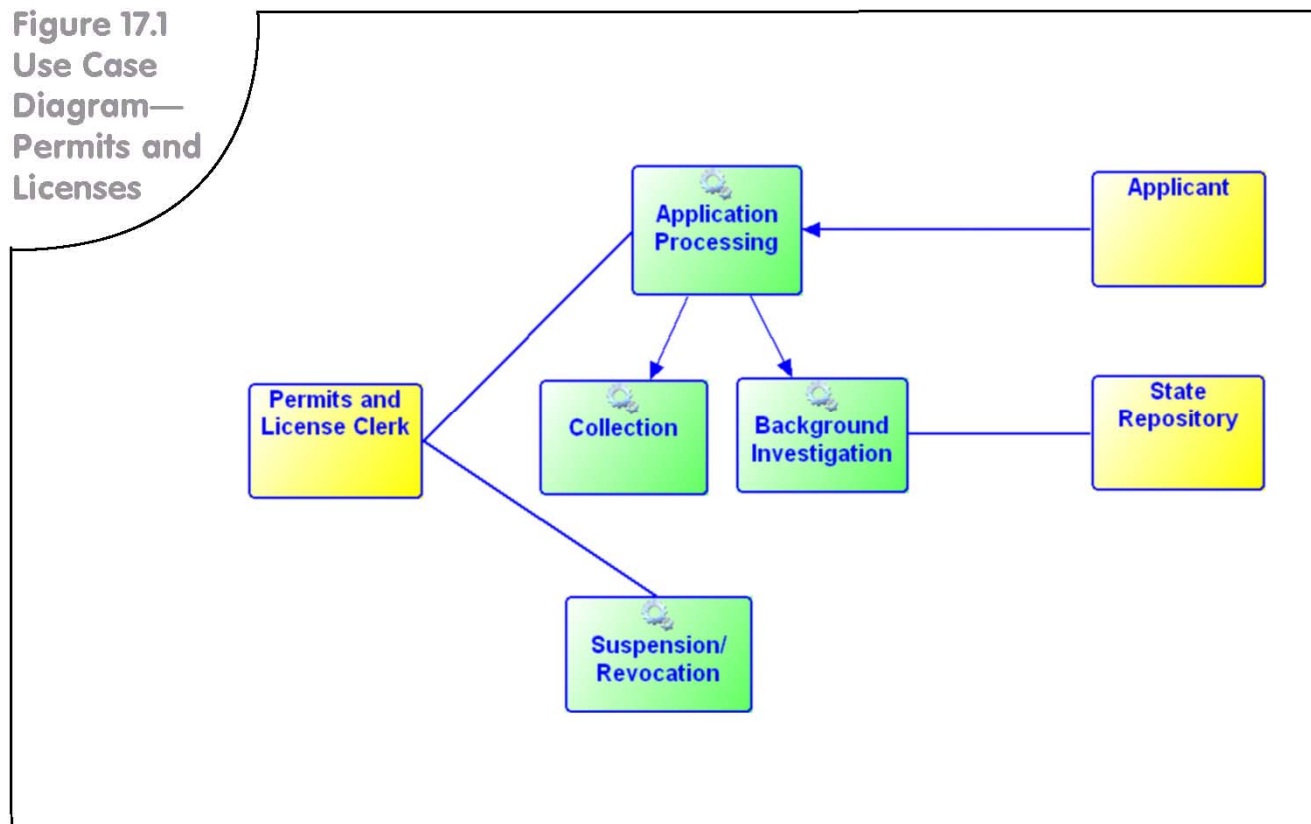 Figure 17.1
Use Case
Diagram—
Permits and
Licenses
Application
Processing
Applicant
Permits and
License Clerk
Collection
Background
Investigation
State
Repository
Suspension/
Revocation